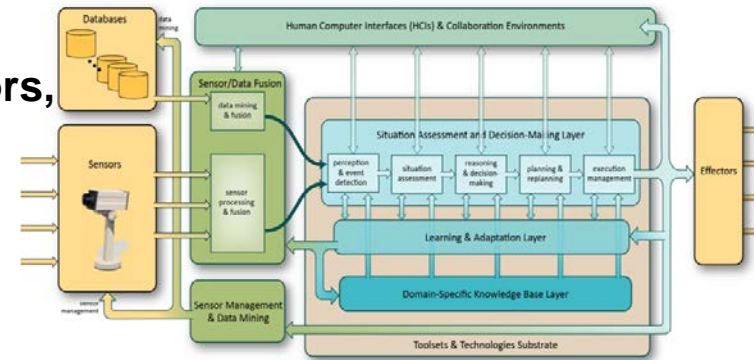 Human Computer Interfaces (HCIs) & Collaboration Environments
Databases
data
mining
ors,
Sensor/Data Fusion
data mining
& fusion
Situation Assessment and Decision-Making Layer
Sensors
perception
& event
detection
situation
assessment
reasoning
& decision-
making
planning &
replanning
execution
management
Effectors
sensor
processing
& fusion
Learning & Adaptation Layer
Domain-Specific Knowledge Base Layer
sensor
management
Sensor Management
& Data Mining
Toolsets & Technologies Substrate